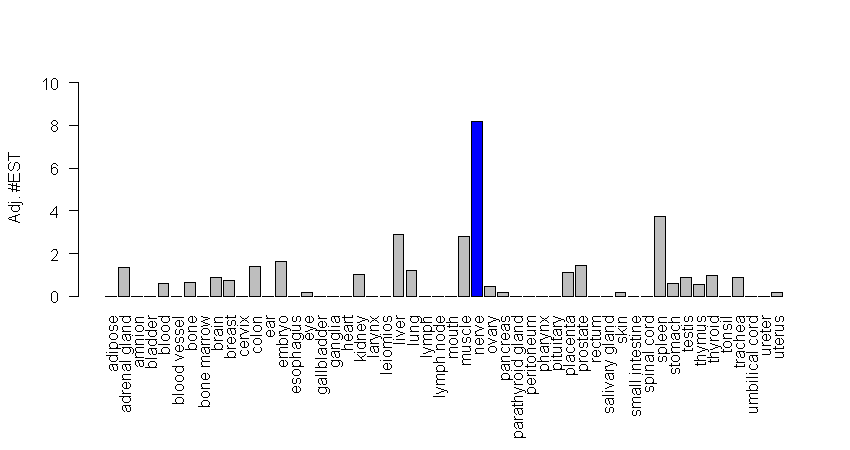 10
8
6
4
2
0
Adj. #EST
adipose
adrenal gland
amnion
bladder
blood
blood vessel
bone
bone marrow
brain
breast
cervix
colon
ear
embryo
esophagus
eye
gallbladder
ganglia
heart
kidney
larynx
leiomios
liver
lung
lymph
lymph node
mouth
muscle
nerve
ovary
pancreas
parathyroid gland
peritoneum
pharynx
pituitary
placenta
prostate
rectum
salivary gland
skin
small intestine
spinal cord
spleen
stomach
testis
thymus
thyroid
tonsil
trachea
umbilical cord
ureter
uterus